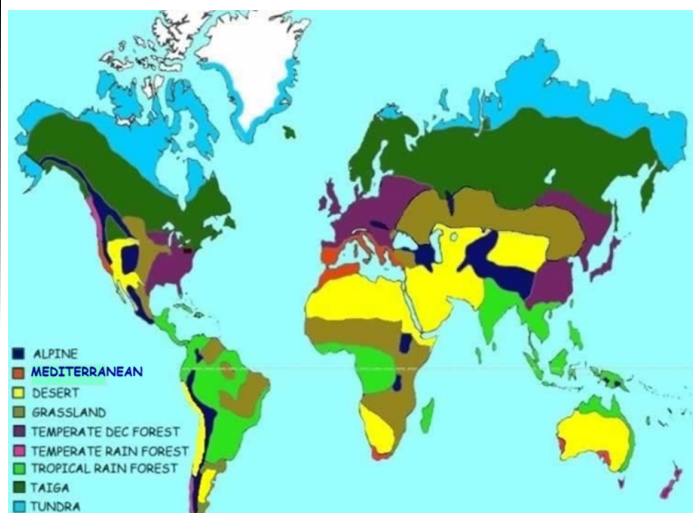 ALPINE
MEDITERRANEAN
DESERT
GRASSLAND
TEMPERATE DEC FOREST
TEMPERATE RAIN FOREST
TROPICAL RAIN FOREST
TAIGA
TUNDRA